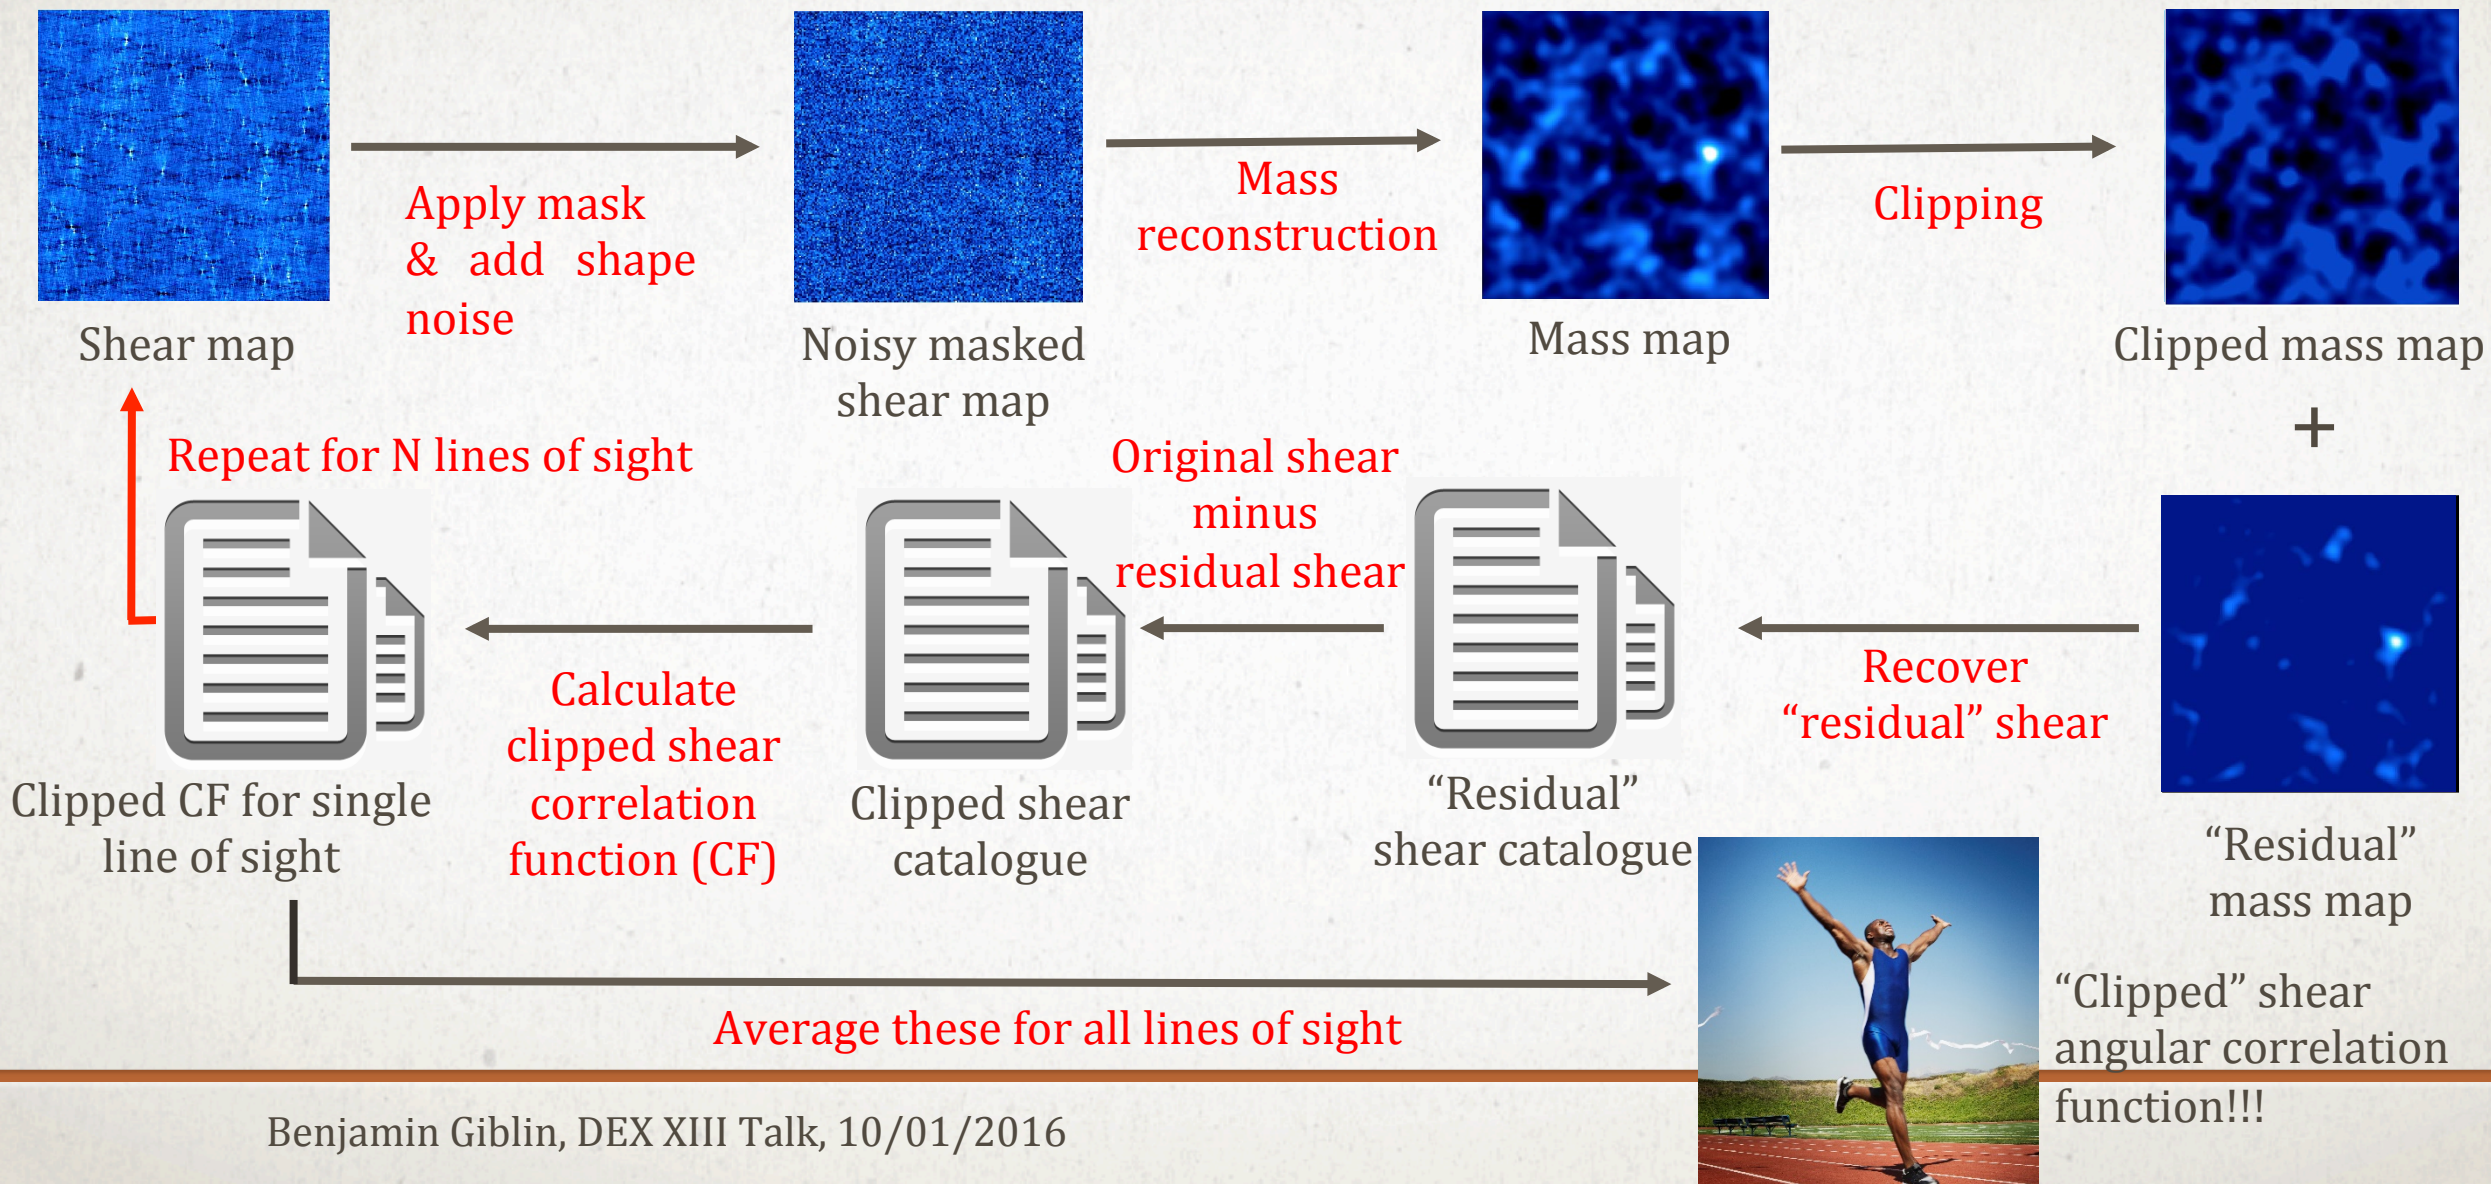 Apply mask
& add shape
noise
Mass
reconstruction
Clipping
Shear map
Noisy masked
shear map
Mass map
Clipped mass map
+
Repeat for N lines of sight
Original shear
minus
residual shear
Recover
“residual” shear
Calculate
clipped shear
correlation
function (CF)
Clipped CF for single
line of sight
Clipped shear
catalogue
“Residual”
shear catalogue
“Residual”
mass map
Average these for all lines of sight
“Clipped” shear
angular correlation
function!!!
Benjamin Giblin, DEX XIII Talk, 10/01/2016